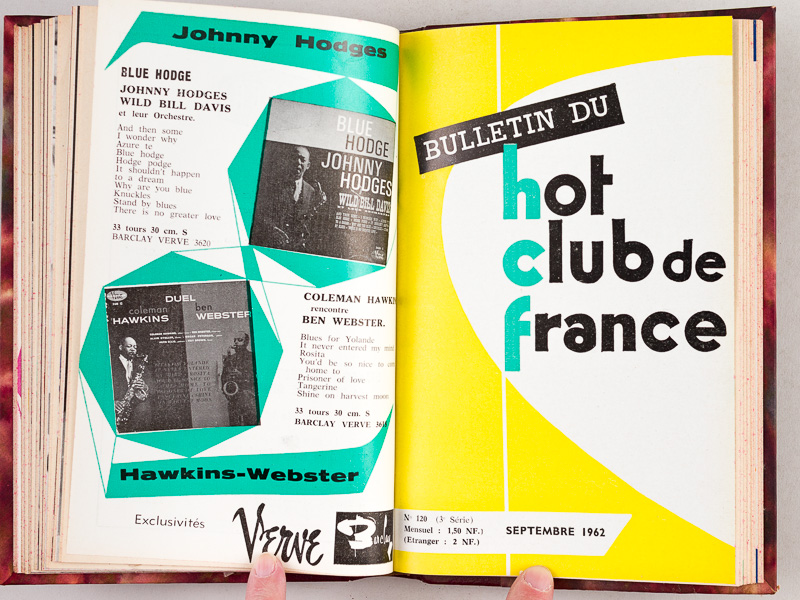 Johnny Hodges
BLUE HODGE
JOHNNY HODGES
WILD BILL DAVIS
et leur Orchestre.
And then some
I wonder why
Azure te
Blue hodge
Hodge podge
It shouldn't happen
to a dream
Why are you blue
Knuckles
Stand by blues
There is no greater love
33 tours 30 cm. S
BARCLAY VERVE 3620
BLUE
HODGE
JOHNNY
HODGES
WILD BILL DAVIS
DUEL
coleman ben
HAWKINS WEBSTER
COLEMAN HAWKIN
rencontre
BEN WEBSTER.
Blues for Yolande
It never entered my mind
Rosita
You'd be so nice to come
home to
Prisoner of love
Tangerine
Shine on harvest moon
33 tours 30 cm. S
BARCLAY VERVE
Hawkins-Webster
Exclusivités
VERVE
Barclay
BULLETIN DU
hot
club de
france
N° 120 (3e Série)
Mensuel : 1,50 NF.)
(Etranger : 2 NF.)
SEPTEMBRE 1962